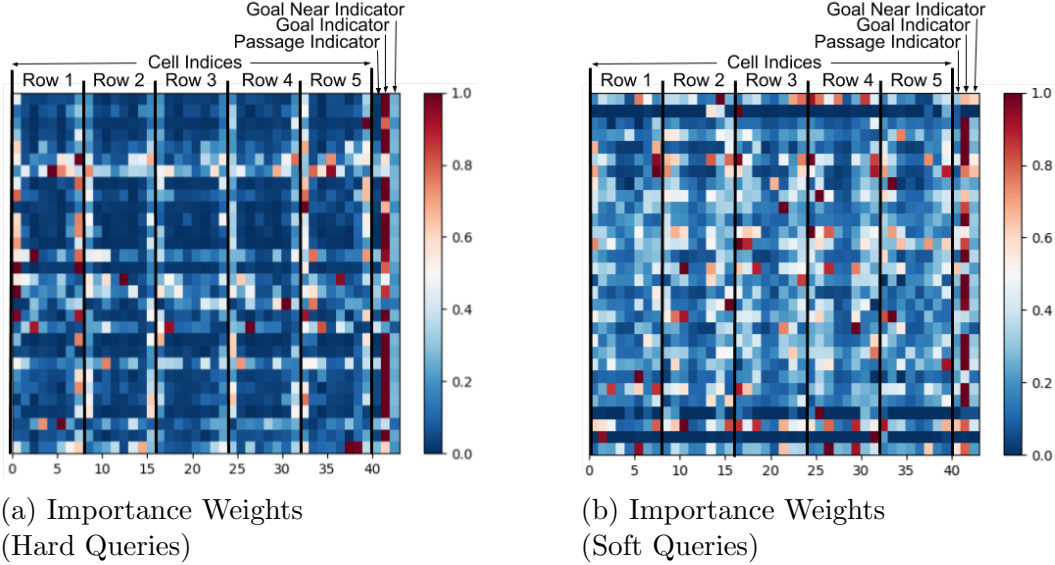 Goal Near Indicator
Goal Indicator
Passage Indicator
Cell Indices
Row 1 Row 2 Row 3 Row 4 Row 5
1.0
0.8
0.6
0.4
0.2
0.0
0 5 10 15 20 25 30 35 40
(a) Importance Weights
(Hard Queries)
Goal Near Indicator
Goal Indicator
Passage Indicator
Cell Indices
Row 1 Row 2 Row 3 Row 4 Row 5
1.0
0.8
0.6
0.4
0.2
0.0
0 5 10 15 20 25 30 35 40
(b) Importance Weights
(Soft Queries)